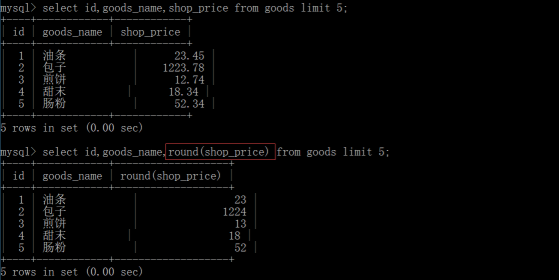 mysql> select id,goods_name,shop_price from goods limit 5;
+----+------------+------------+
| id | goods_name | shop_price |
+----+------------+------------+
| 1 | 油条 | 23.45 |
| 2 | 包子 | 1223.78 |
| 3 | 煎饼 | 12.74 |
| 4 | 甜末 | 18.34 |
| 5 | 肠粉 | 52.34 |
+----+------------+------------+
5 rows in set (0.00 sec)
mysql> select id,goods_name,round(shop_price) from goods limit 5;
+----+------------+-------------------+
| id | goods_name | round(shop_price) |
+----+------------+-------------------+
| 1 | 油条 | 23 |
| 2 | 包子 | 1224 |
| 3 | 煎饼 | 13 |
| 4 | 甜末 | 18 |
| 5 | 肠粉 | 52 |
+----+------------+-------------------+
5 rows in set (0.00 sec)